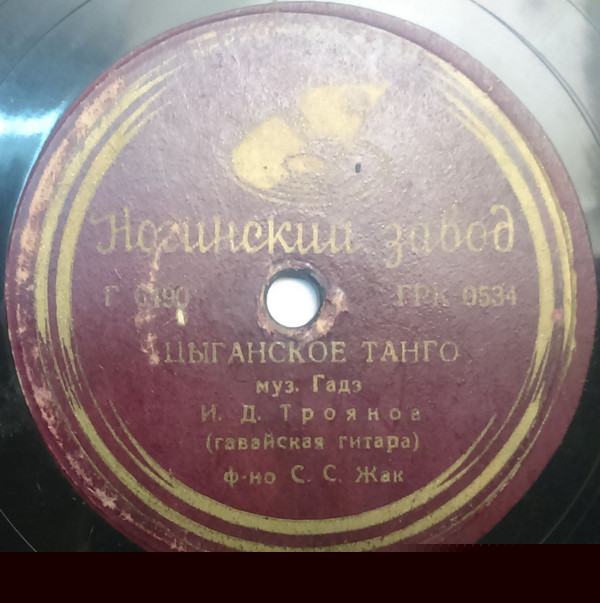 Ногинский завод
Г 0490 ГРК 0534
ЦЫГАНСКОЕ ТАНГО
муз. Гадэ
И. Д. Троянов
(гавайская гитара)
ф-но С. С. Жак